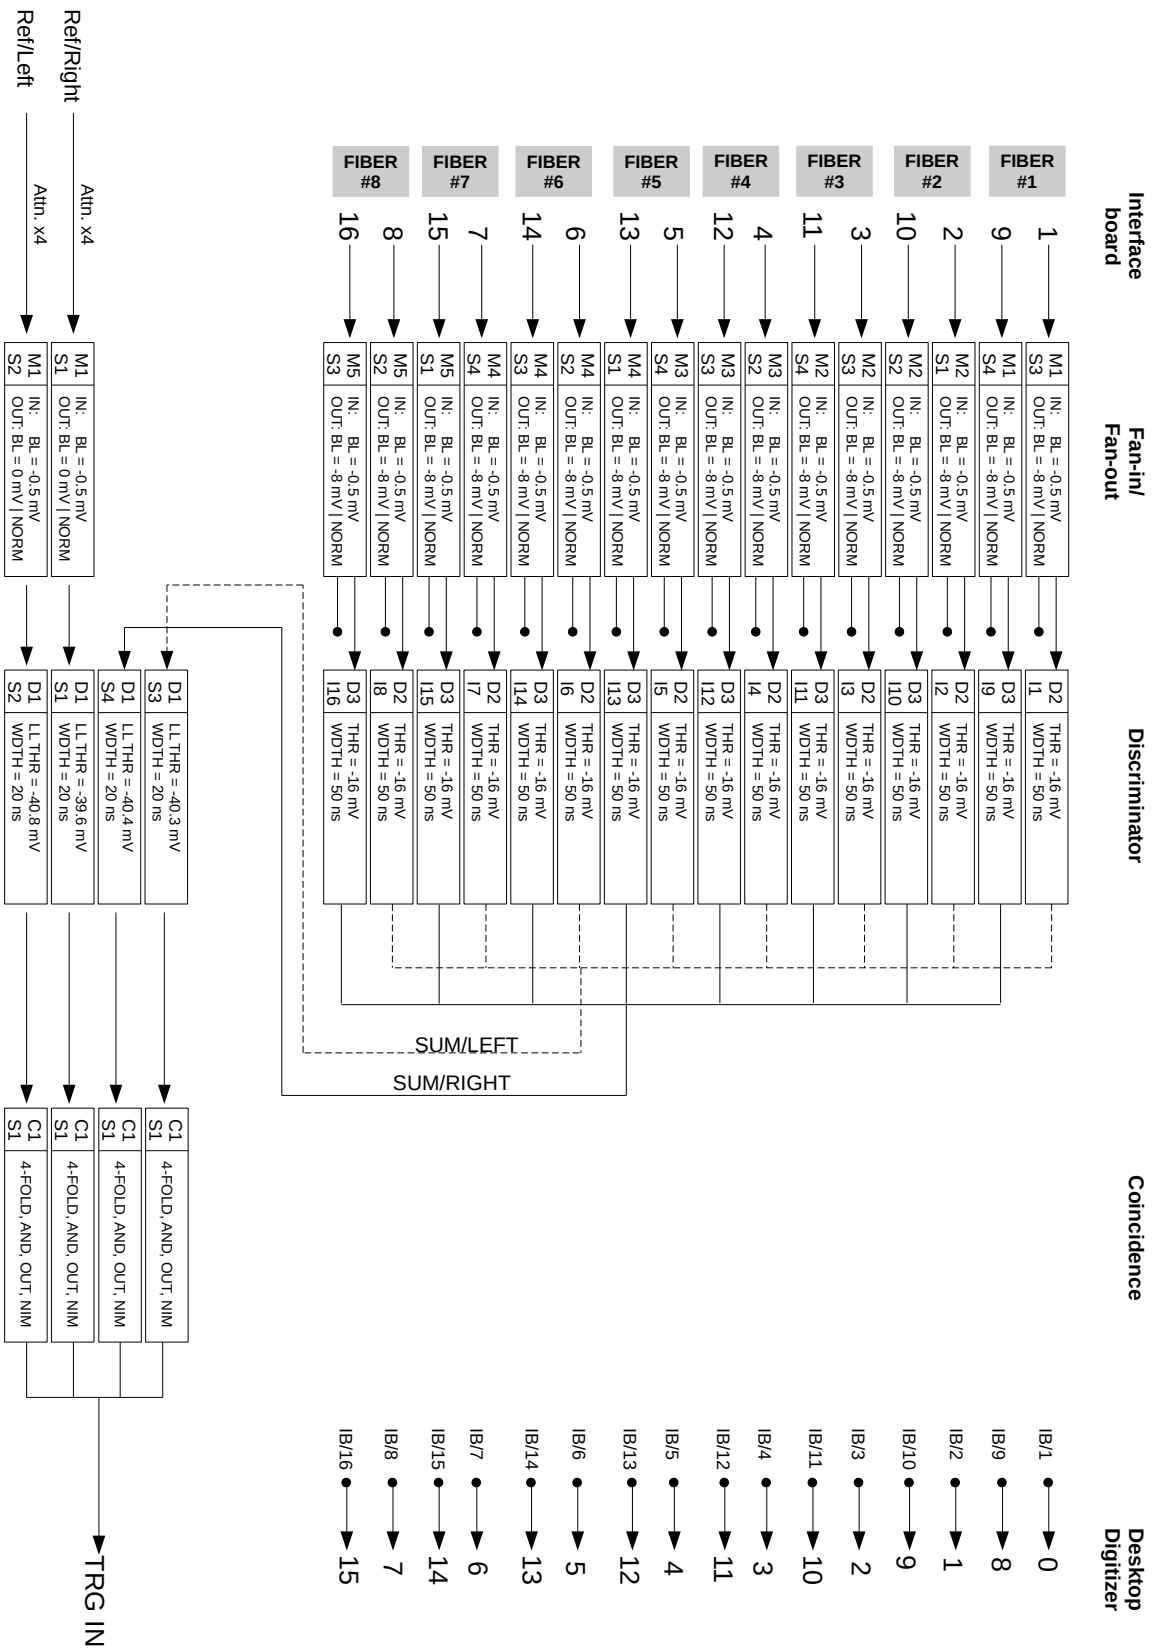 Interface
board
Fan-in/
Fan-out
Discriminator
Coincidence
Desktop
Digitizer
FIBER
#1
1
M1 IN: BL = -0.5 mV
S3 OUT: BL = -8 mV | NORM
D2 THR = -16 mV
I1 WDTH = 50 ns
IB/1 0
9
M1 IN: BL = -0.5 mV
S4 OUT: BL = -8 mV | NORM
D3 THR = -16 mV
I9 WDTH = 50 ns
IB/9 8
FIBER
#2
2
M2 IN: BL = -0.5 mV
S1 OUT: BL = -8 mV | NORM
D2 THR = -16 mV
I2 WDTH = 50 ns
IB/2 1
10
M2 IN: BL = -0.5 mV
S2 OUT: BL = -8 mV | NORM
D3 THR = -16 mV
I10 WDTH = 50 ns
IB/10 9
FIBER
#3
3
M2 IN: BL = -0.5 mV
S3 OUT: BL = -8 mV | NORM
D2 THR = -16 mV
I3 WDTH = 50 ns
IB/3 2
11
M2 IN: BL = -0.5 mV
S4 OUT: BL = -8 mV | NORM
D3 THR = -16 mV
I11 WDTH = 50 ns
IB/11 10
FIBER
#4
4
M3 IN: BL = -0.5 mV
S2 OUT: BL = -8 mV | NORM
D2 THR = -16 mV
I4 WDTH = 50 ns
IB/4 3
12
M3 IN: BL = -0.5 mV
S3 OUT: BL = -8 mV | NORM
D3 THR = -16 mV
I12 WDTH = 50 ns
IB/12 11
FIBER
#5
5
M3 IN: BL = -0.5 mV
S4 OUT: BL = -8 mV | NORM
D2 THR = -16 mV
I5 WDTH = 50 ns
IB/5 4
13
M4 IN: BL = -0.5 mV
S1 OUT: BL = -8 mV | NORM
D3 THR = -16 mV
I13 WDTH = 50 ns
IB/13 12
FIBER
#6
6
M4 IN: BL = -0.5 mV
S2 OUT: BL = -8 mV | NORM
D2 THR = -16 mV
I6 WDTH = 50 ns
IB/6 5
14
M4 IN: BL = -0.5 mV
S3 OUT: BL = -8 mV | NORM
D3 THR = -16 mV
I14 WDTH = 50 ns
IB/14 13
FIBER
#7
7
M4 IN: BL = -0.5 mV
S4 OUT: BL = -8 mV | NORM
D2 THR = -16 mV
I7 WDTH = 50 ns
IB/7 6
15
M5 IN: BL = -0.5 mV
S1 OUT: BL = -8 mV | NORM
D3 THR = -16 mV
I15 WDTH = 50 ns
IB/15 14
FIBER
#8
8
M5 IN: BL = -0.5 mV
S2 OUT: BL = -8 mV | NORM
D2 THR = -16 mV
I8 WDTH = 50 ns
IB/8 7
16
M5 IN: BL = -0.5 mV
S3 OUT: BL = -8 mV | NORM
D3 THR = -16 mV
I16 WDTH = 50 ns
IB/16 15
SUM/LEFT
SUM/RIGHT
D1 LL THR = -40.3 mV
S3 WDTH = 20 ns
C1
S1 4-FOLD, AND, OUT, NIM
D1 LL THR = -40.4 mV
S4 WDTH = 20 ns
C1
S1 4-FOLD, AND, OUT, NIM
Ref/Right
Attn. x4
M1 IN: BL = -0.5 mV
S1 OUT: BL = 0 mV | NORM
D1 LL THR = -39.6 mV
S1 WDTH = 20 ns
C1
S1 4-FOLD, AND, OUT, NIM
Ref/Left
Attn. x4
M1 IN: BL = -0.5 mV
S2 OUT: BL = 0 mV | NORM
D1 LL THR = -40.8 mV
S2 WDTH = 20 ns
C1
S1 4-FOLD, AND, OUT, NIM
TRG IN